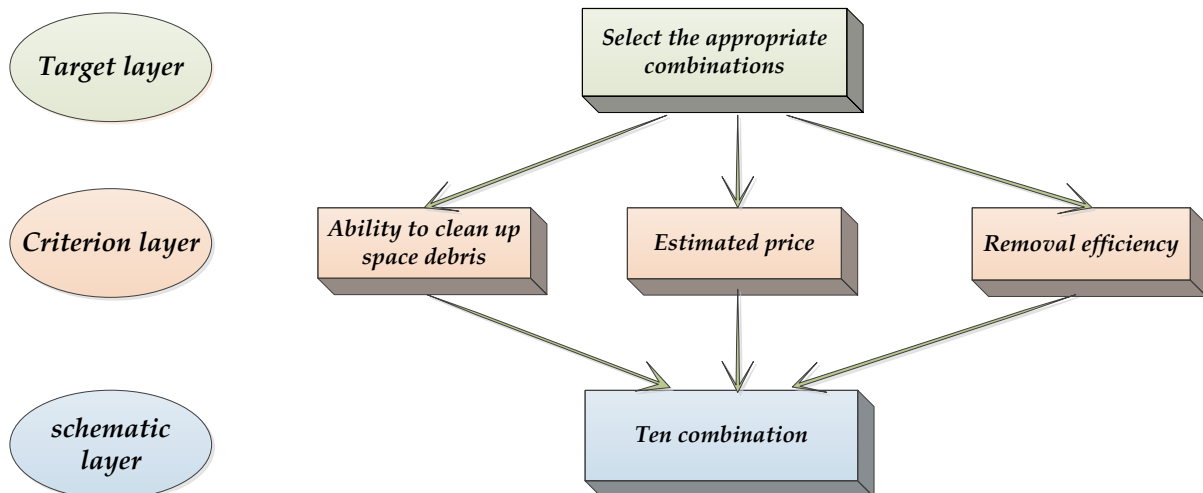 Target layer
Select the appropriate
combinations
Criterion layer
Ability to clean up
space debris
Estimated price
Removal efficiency
schematic
layer
Ten combination